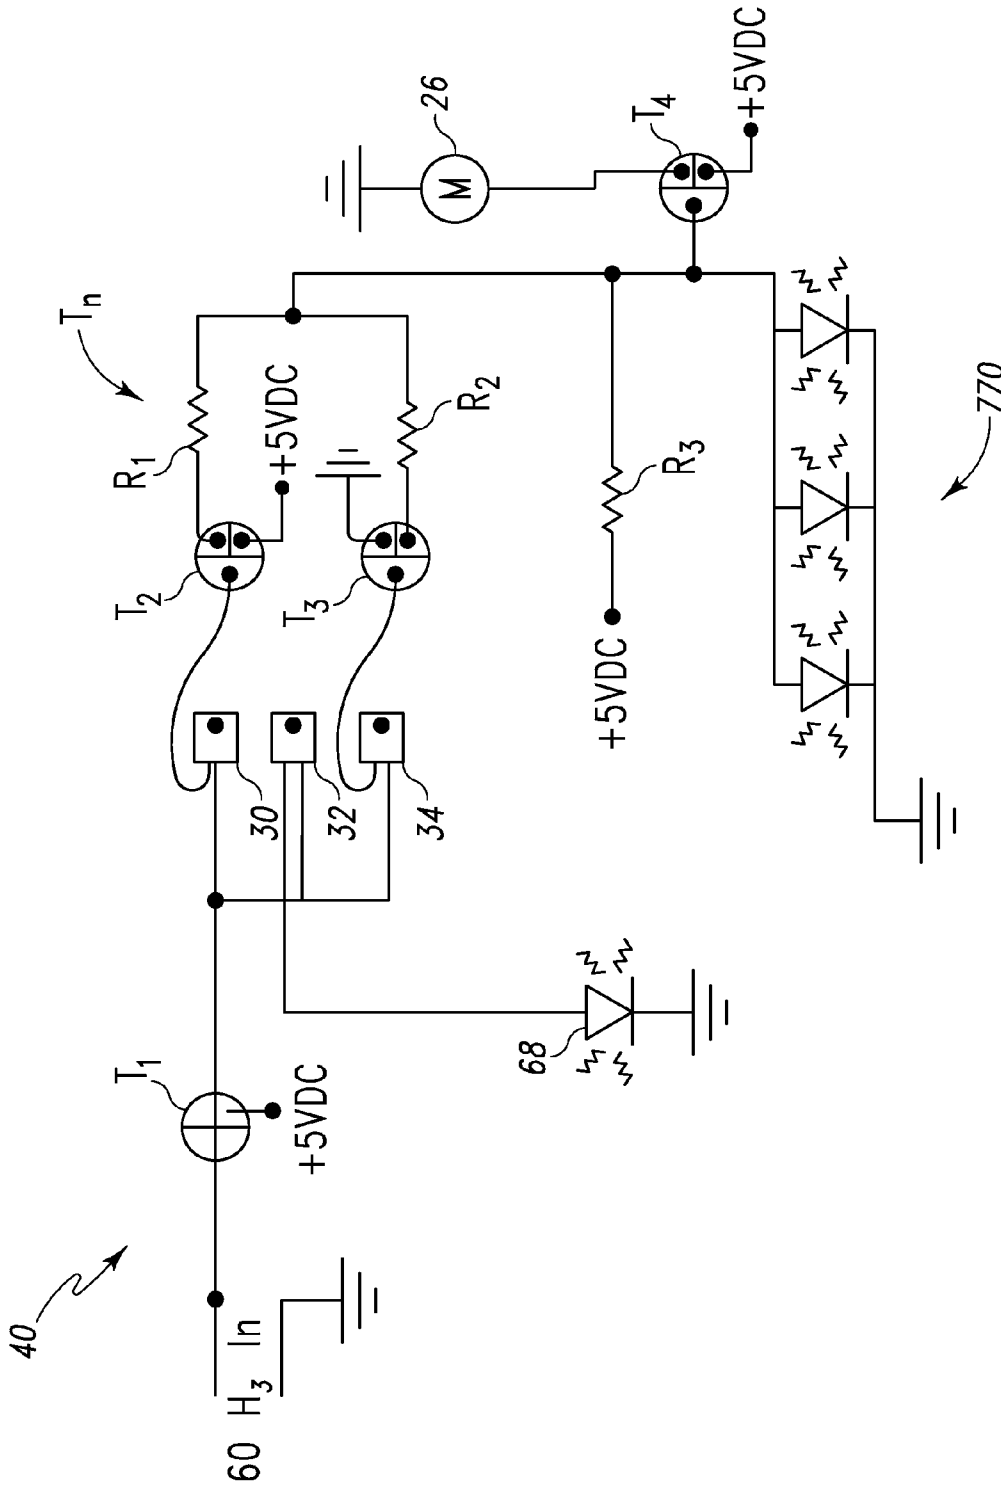 40
60 H₃ In
T₁
+5VDC
68
30
32
34
T₂
T₃
R₁
+5VDC
R₂
Tₙ
+5VDC
R₃
770
M
26
T₄
+5VDC